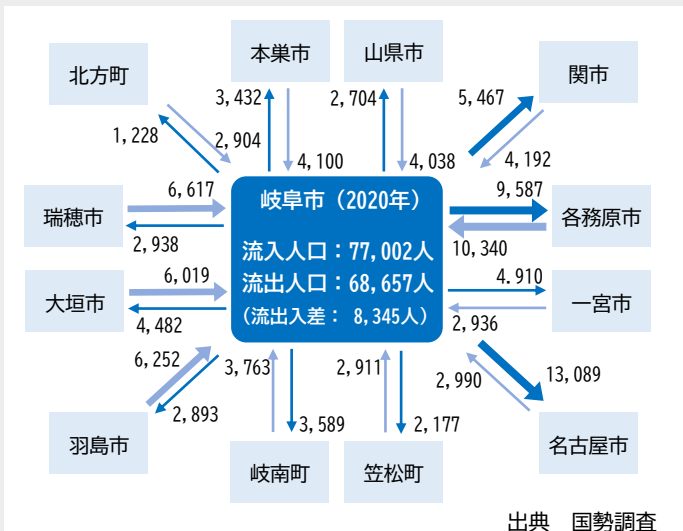 本巣市
山県市
北方町
関市
3,432
2,704
5,467
1,228
2,904
4,100
4,038
4,192
6,617
岐阜市（2020年）
9,587
瑞穂市
各務原市
2,938
流入人口：77,002人
10,340
6,019
流出人口：68,657人
4.910
大垣市
一宮市
4,482
（流出入差： 8,345人）
2,936
6,252
3,763
2,911
2,990
13,089
2,893
3,589
2,177
羽島市
岐南町
笠松町
名古屋市
出典　国勢調査